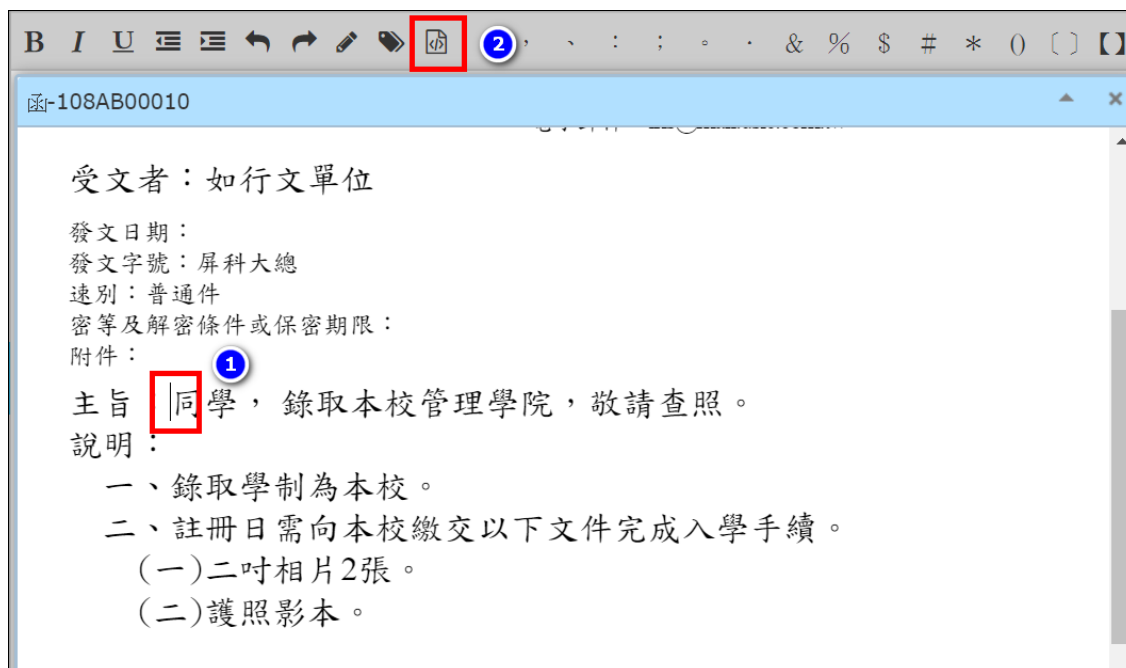 B I U 2 , 、 : ; 。 · & % $ # * () 〔 〕 【 】
函-108AB00010
受文者：如行文單位
發文日期：
發文字號：屏科大總
速別：普通件
密等及解密條件或保密期限：
附件：
1
主旨：同學， 錄取本校管理學院，敬請查照。
說明：
一、錄取學制為本校。
二、註冊日需向本校繳交以下文件完成入學手續。
(一)二吋相片2張。
(二)護照影本。